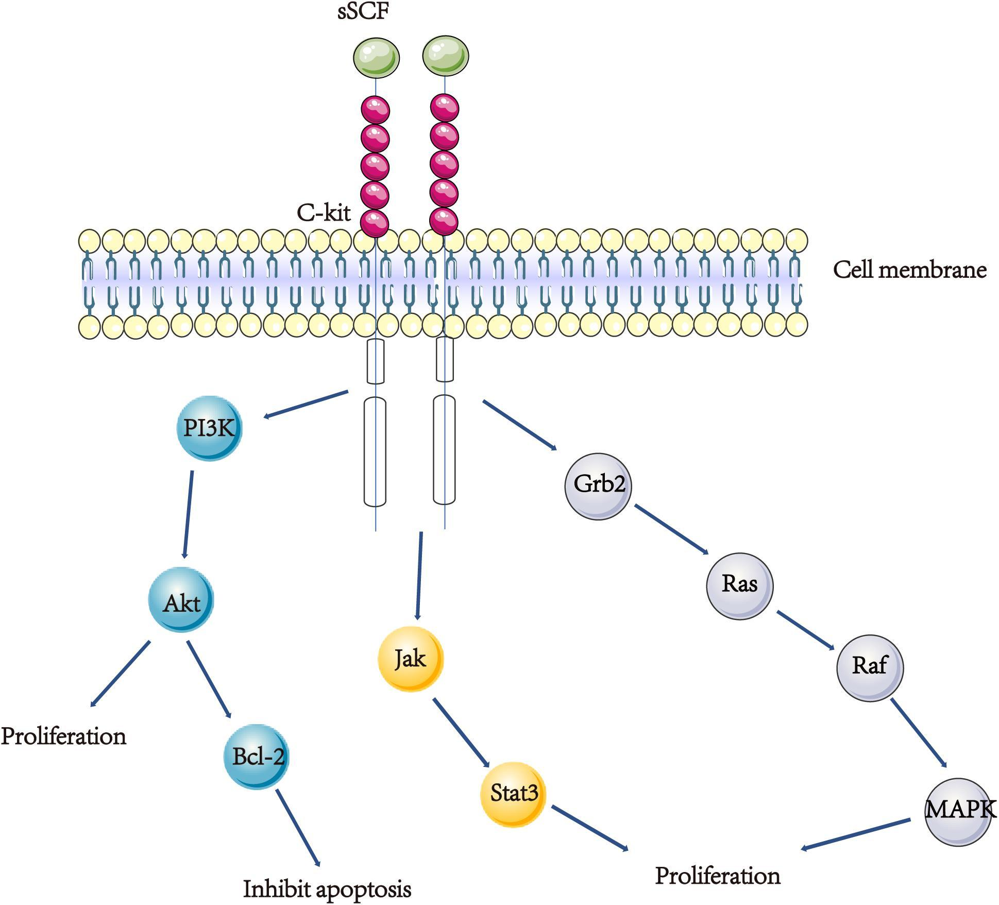 sSCF
C-kit
Cell membrane
PI3K
Grb2
Ras
Akt
Jak
Raf
Proliferation
Bcl-2
Stat3
MAPK
Inhibit apoptosis
Proliferation